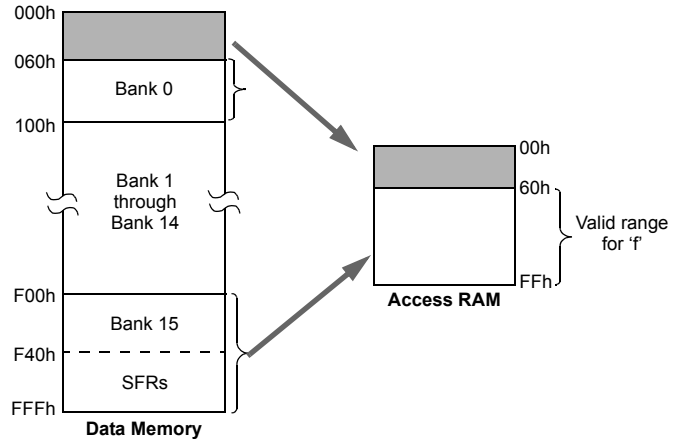 000h
060h
Bank 0
100h
Bank 1
through
Bank 14
F00h
Bank 15
F40h
SFRs
FFFh
Data Memory
00h
60h
Valid range
for ‘f’
FFh
Access RAM